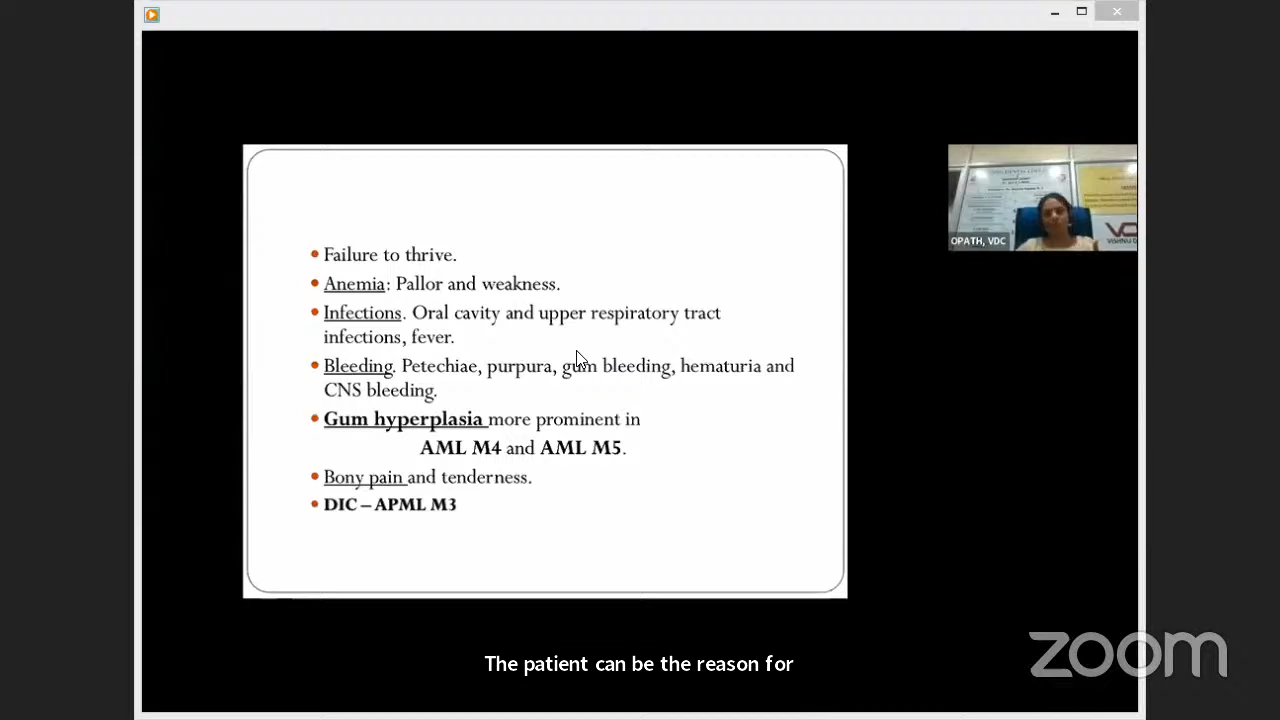 • Failure to thrive.
• Anemia: Pallor and weakness.
• Infections. Oral cavity and upper respiratory tract
infections, fever.
• Bleeding. Petechiae, purpura, gum bleeding, hematuria and
CNS bleeding.
• Gum hyperplasia more prominent in
AML M4 and AML M5.
• Bony pain and tenderness.
• DIC – APML M3
OPATH, VDC
The patient can be the reason for
zoom